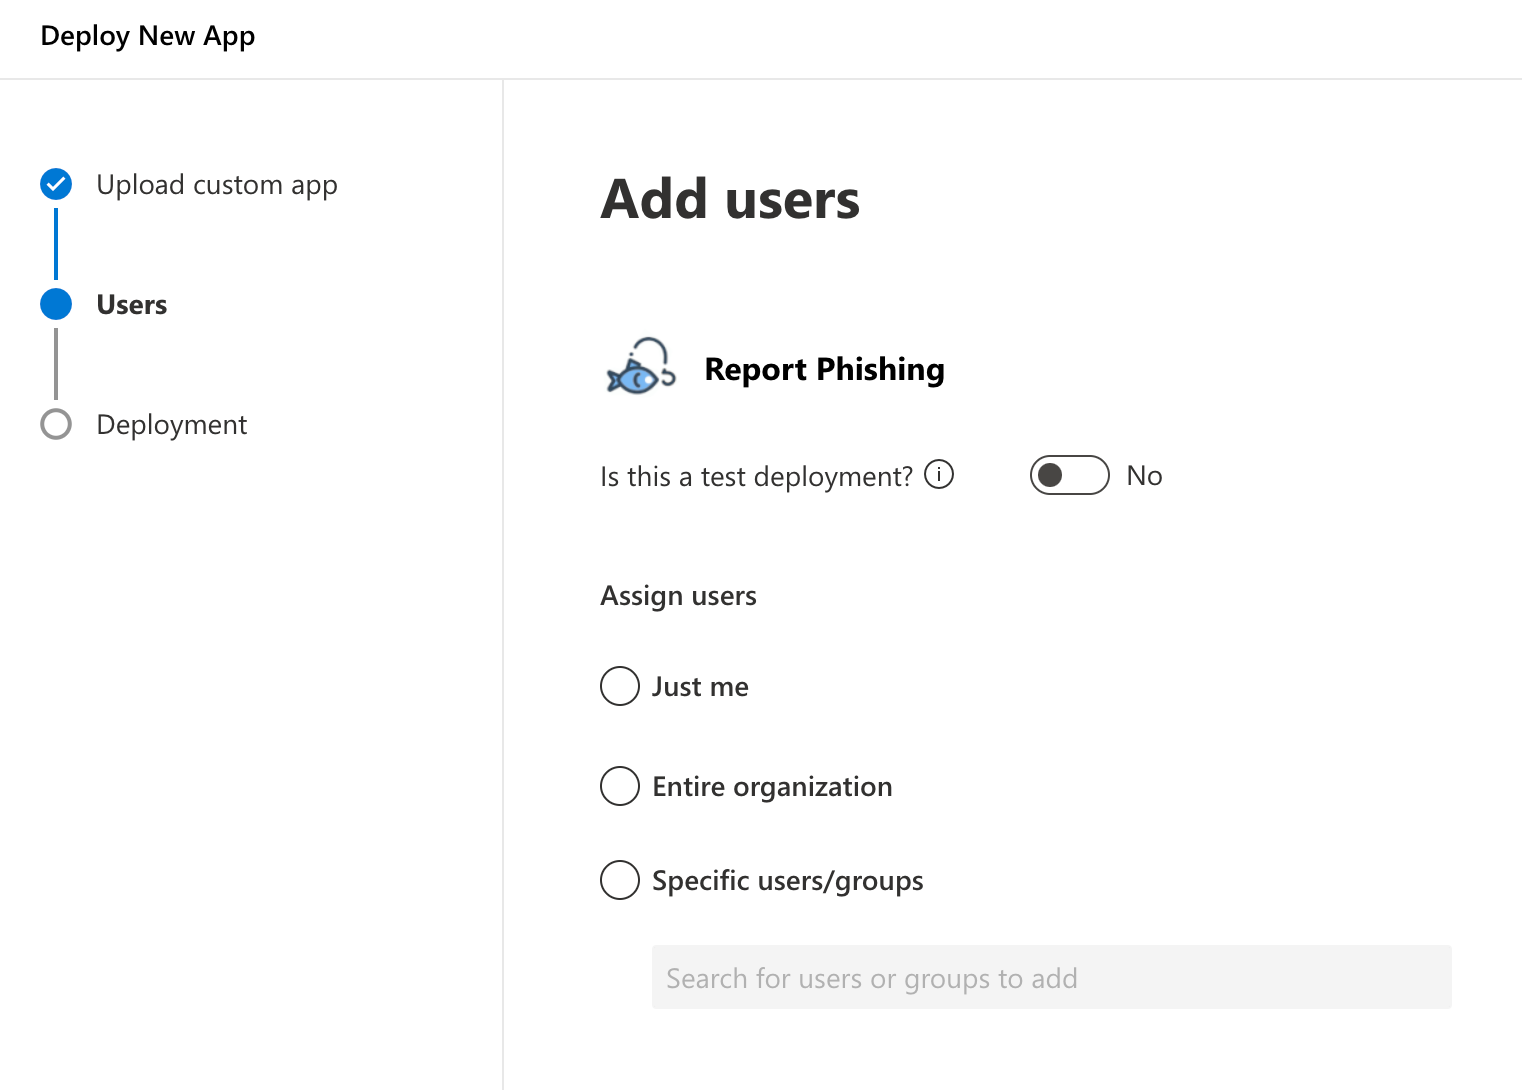 Deploy New App
Upload custom app
Users
Deployment
Add users
Report Phishing
Is this a test deployment?
No
Assign users
Just me
Entire organization
Specific users/groups
Search for users or groups to add